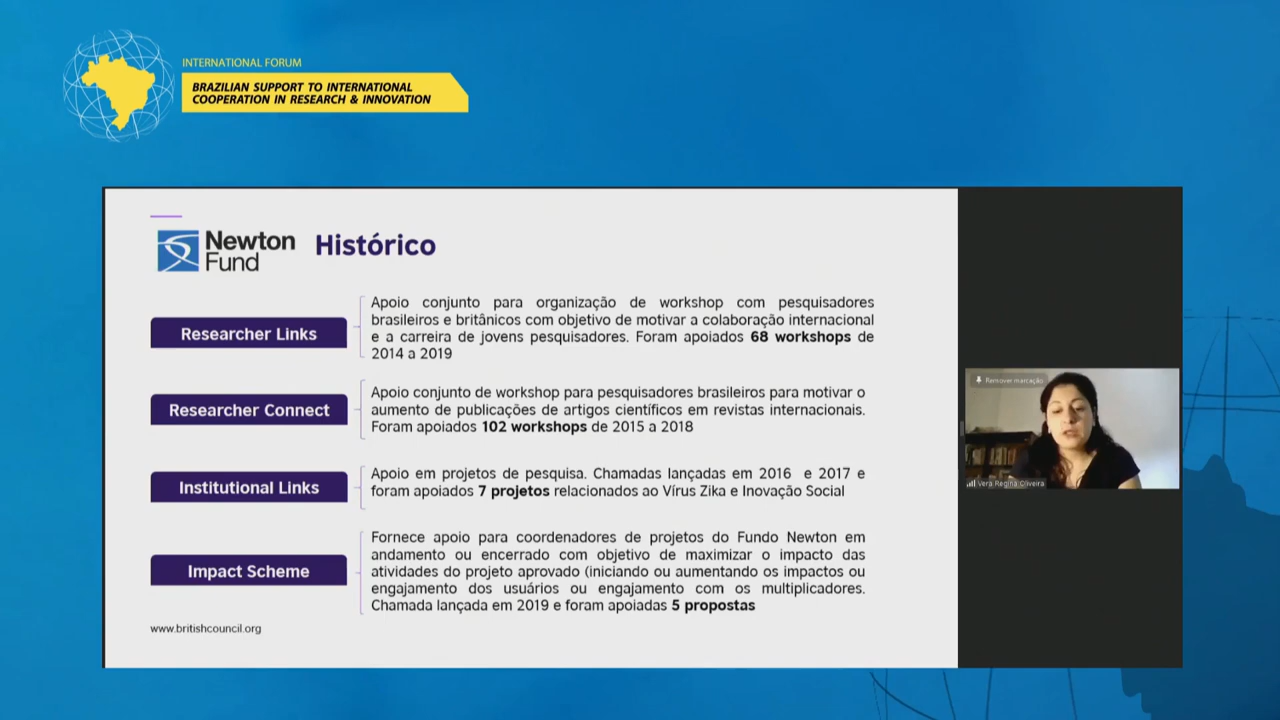 INTERNATIONAL FORUM
BRAZILIAN SUPPORT TO INTERNATIONAL
COOPERATION IN RESEARCH & INNOVATION
Newton
Fund
Histórico
Researcher Links
Apoio conjunto para organização de workshop com pesquisadores
brasileiros e britânicos com objetivo de motivar a colaboração internacional
e a carreira de jovens pesquisadores. Foram apoiados 68 workshops de
2014 a 2019
Researcher Connect
Apoio conjunto de workshop para pesquisadores brasileiros para motivar o
aumento de publicações de artigos científicos em revistas internacionais.
Foram apoiados 102 workshops de 2015 a 2018
Institutional Links
Apoio em projetos de pesquisa. Chamadas lançadas em 2016 e 2017 e
foram apoiados 7 projetos relacionados ao Vírus Zika e Inovação Social
Impact Scheme
Fornece apoio para coordenadores de projetos do Fundo Newton em
andamento ou encerrado com objetivo de maximizar o impacto das
atividades do projeto aprovado (iniciando ou aumentando os impactos ou
engajamento dos usuários ou engajamento com os multiplicadores.
Chamada lançada em 2019 e foram apoiadas 5 propostas
www.britishcouncil.org
Remover marcação
Vera Regina Oliveira